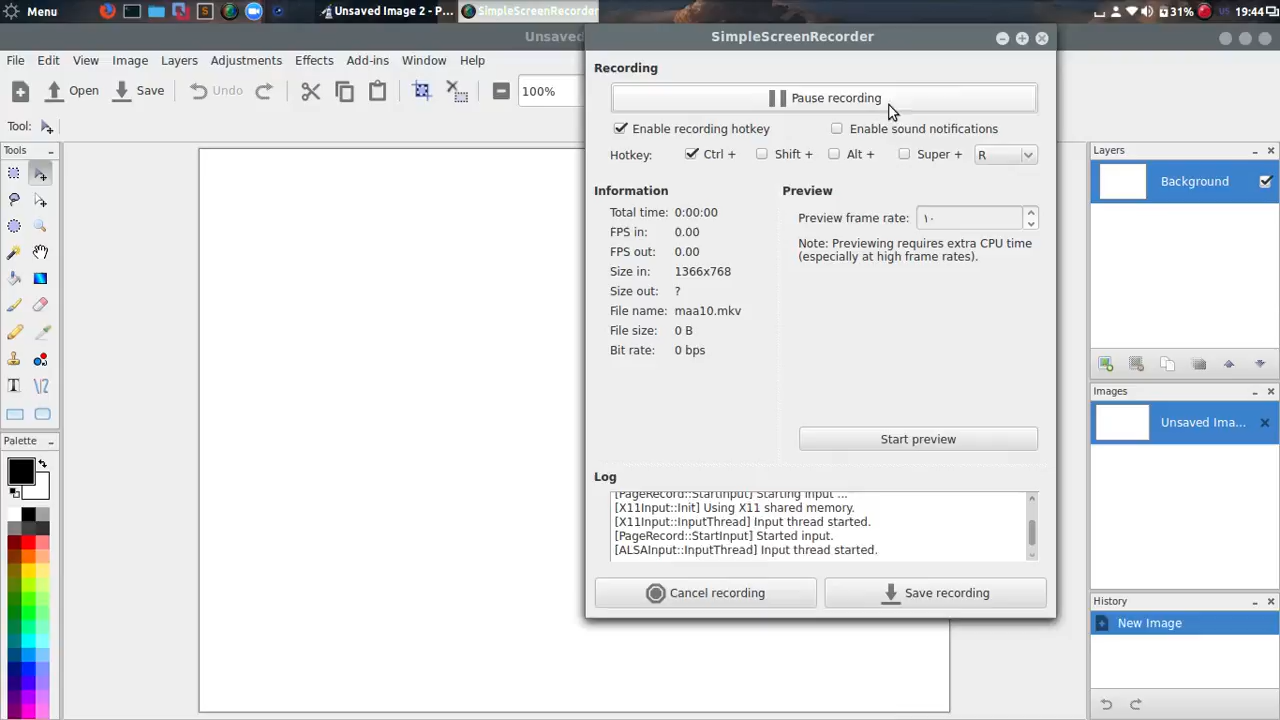 Menu
Unsaved Image 2 - P...
SimpleScreenRecorder
31%
19:44
Unsaved
SimpleScreenRecorder
File Edit View Image Layers Adjustments Effects Add-ins Window Help
Open Save Undo 100%
Tool:
Tools
Palette
Recording
Pause recording
Enable recording hotkey
Enable sound notifications
Hotkey: Ctrl + Shift + Alt + Super + R
Information
Total time: 0:00:00
FPS in: 0.00
FPS out: 0.00
Size in: 1366x768
Size out: ?
File name: maa10.mkv
File size: 0 B
Bit rate: 0 bps
Preview
Preview frame rate: ١٠
Note: Previewing requires extra CPU time
(especially at high frame rates).
Start preview
Log
[PageRecord::StartInput] Starting input ...
[X11Input::Init] Using X11 shared memory.
[X11Input::InputThread] Input thread started.
[PageRecord::StartInput] Started input.
[ALSAInput::InputThread] Input thread started.
Cancel recording
Save recording
Layers
Background
Images
Unsaved Ima...
History
New Image